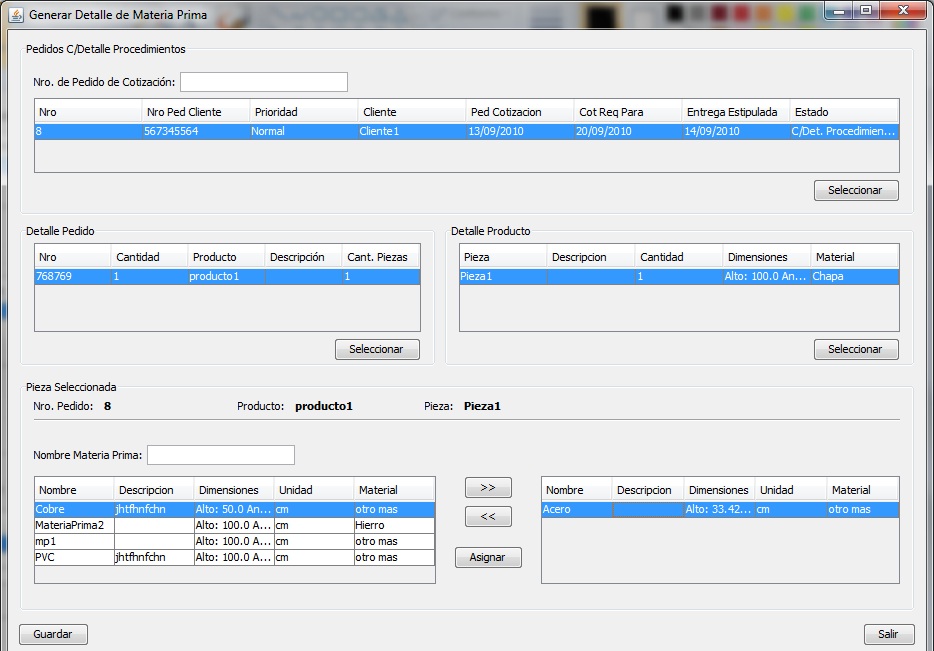 Generar Detalle de Materia Prima
Pedidos C/Detalle Procedimientos
Nro. de Pedido de Cotización:
Nro Nro Ped Cliente Prioridad Cliente Ped Cotizacion Cot Req Para Entrega Estipulada Estado
8 567345564 Normal Cliente1 13/09/2010 20/09/2010 14/09/2010 C/Det. Procedimien...
Seleccionar
Detalle Pedido
Nro Cantidad Producto Descripción Cant. Piezas
768769 1 producto1 1
Seleccionar
Detalle Producto
Pieza Descripcion Cantidad Dimensiones Material
Pieza1 1 Alto: 100.0 An... Chapa
Seleccionar
Pieza Seleccionada
Nro. Pedido: 8 Producto: producto1 Pieza: Pieza1
Nombre Materia Prima:
Nombre Descripcion Dimensiones Unidad Material
Cobre jhtfhnfchn Alto: 50.0 An... cm otro mas
MateriaPrima2 Alto: 100.0 A... cm Hierro
mp1 Alto: 100.0 A... cm otro mas
PVC jhtfhnfchn Alto: 100.0 A... cm otro mas
>>
<<
Asignar
Nombre Descripcion Dimensiones Unidad Material
Acero Alto: 33.42... cm otro mas
Guardar
Salir